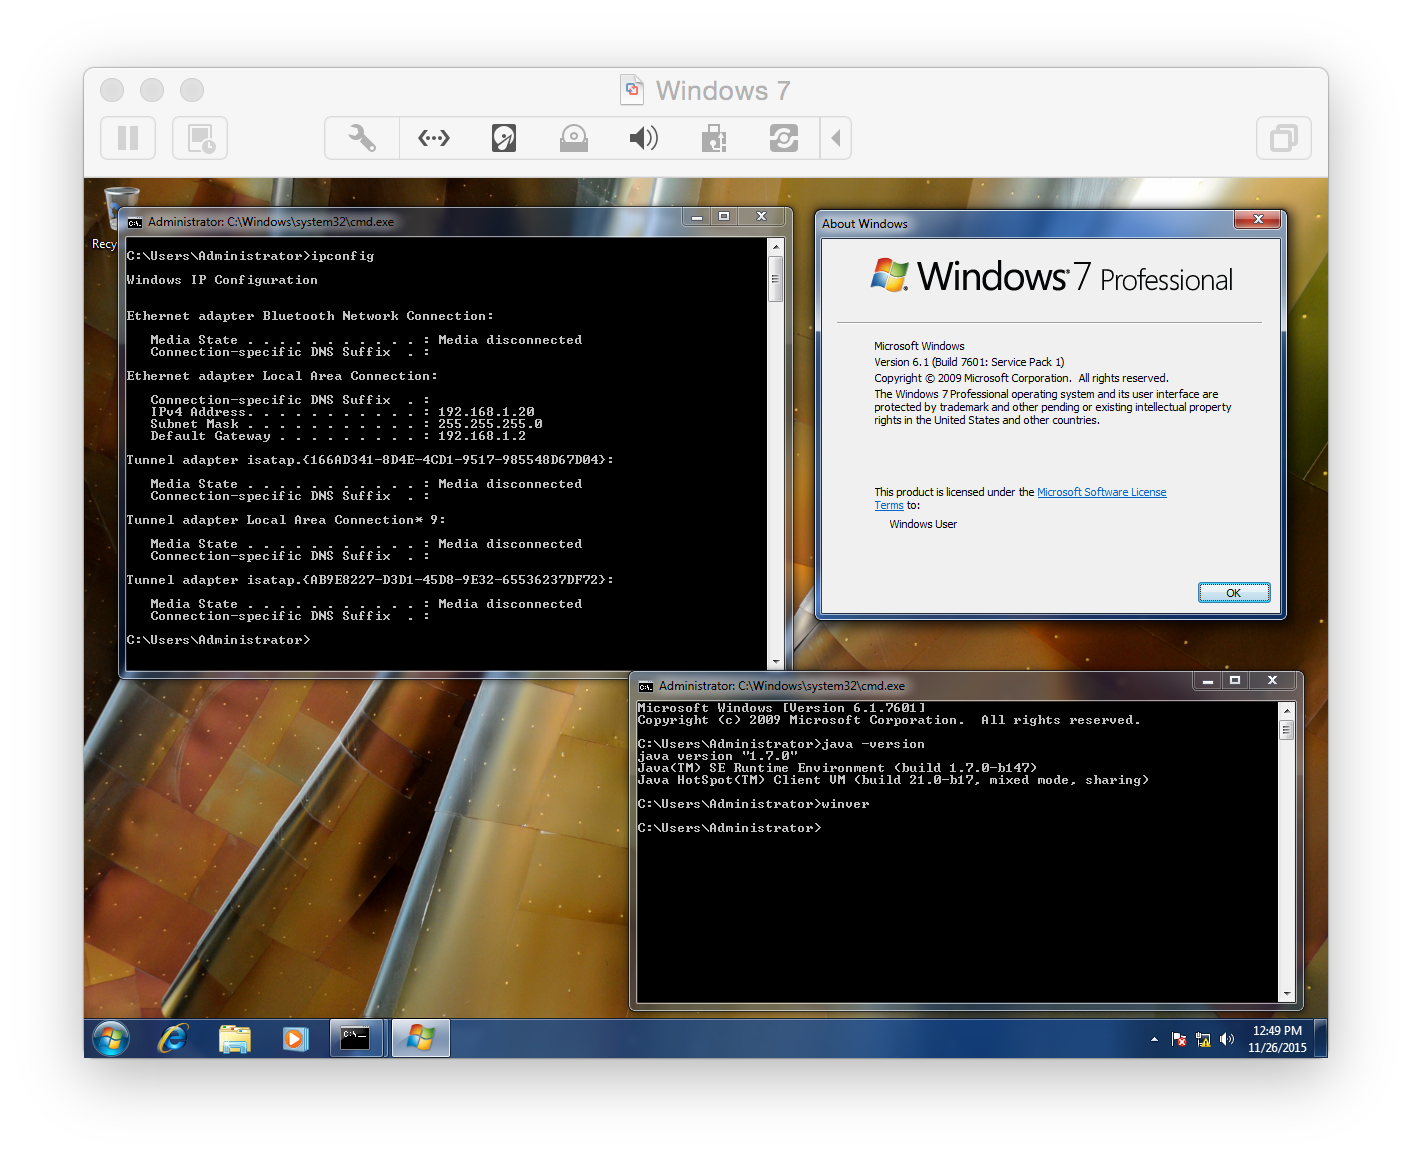 Windows 7
Recy
Administrator: C:\Windows\system32\cmd.exe
C:\Users\Administrator>ipconfig
Windows IP Configuration
Ethernet adapter Bluetooth Network Connection:
Media State . . . . . . . . . . . : Media disconnected
Connection-specific DNS Suffix  . :
Ethernet adapter Local Area Connection:
Connection-specific DNS Suffix  . :
IPv4 Address. . . . . . . . . . . : 192.168.1.20
Subnet Mask . . . . . . . . . . . : 255.255.255.0
Default Gateway . . . . . . . . . : 192.168.1.2
Tunnel adapter isatap.{166AD341-8D4E-4CD1-9517-985548D67D04}:
Media State . . . . . . . . . . . : Media disconnected
Connection-specific DNS Suffix  . :
Tunnel adapter Local Area Connection* 9:
Media State . . . . . . . . . . . : Media disconnected
Connection-specific DNS Suffix  . :
Tunnel adapter isatap.{AB9E8227-D3D1-45D8-9E32-65536237DF72}:
Media State . . . . . . . . . . . : Media disconnected
Connection-specific DNS Suffix  . :
C:\Users\Administrator>
About Windows
Windows® 7 Professional
Microsoft Windows
Version 6.1 (Build 7601: Service Pack 1)
Copyright © 2009 Microsoft Corporation.  All rights reserved.
The Windows 7 Professional operating system and its user interface are
protected by trademark and other pending or existing intellectual property
rights in the United States and other countries.
This product is licensed under the Microsoft Software License
Terms to:
Windows User
OK
Administrator: C:\Windows\system32\cmd.exe
Microsoft Windows [Version 6.1.7601]
Copyright (c) 2009 Microsoft Corporation.  All rights reserved.
C:\Users\Administrator>java -version
java version "1.7.0"
Java(TM) SE Runtime Environment (build 1.7.0-b147)
Java HotSpot(TM) Client VM (build 21.0-b17, mixed mode, sharing)
C:\Users\Administrator>winver
C:\Users\Administrator>
12:49 PM
11/26/2015